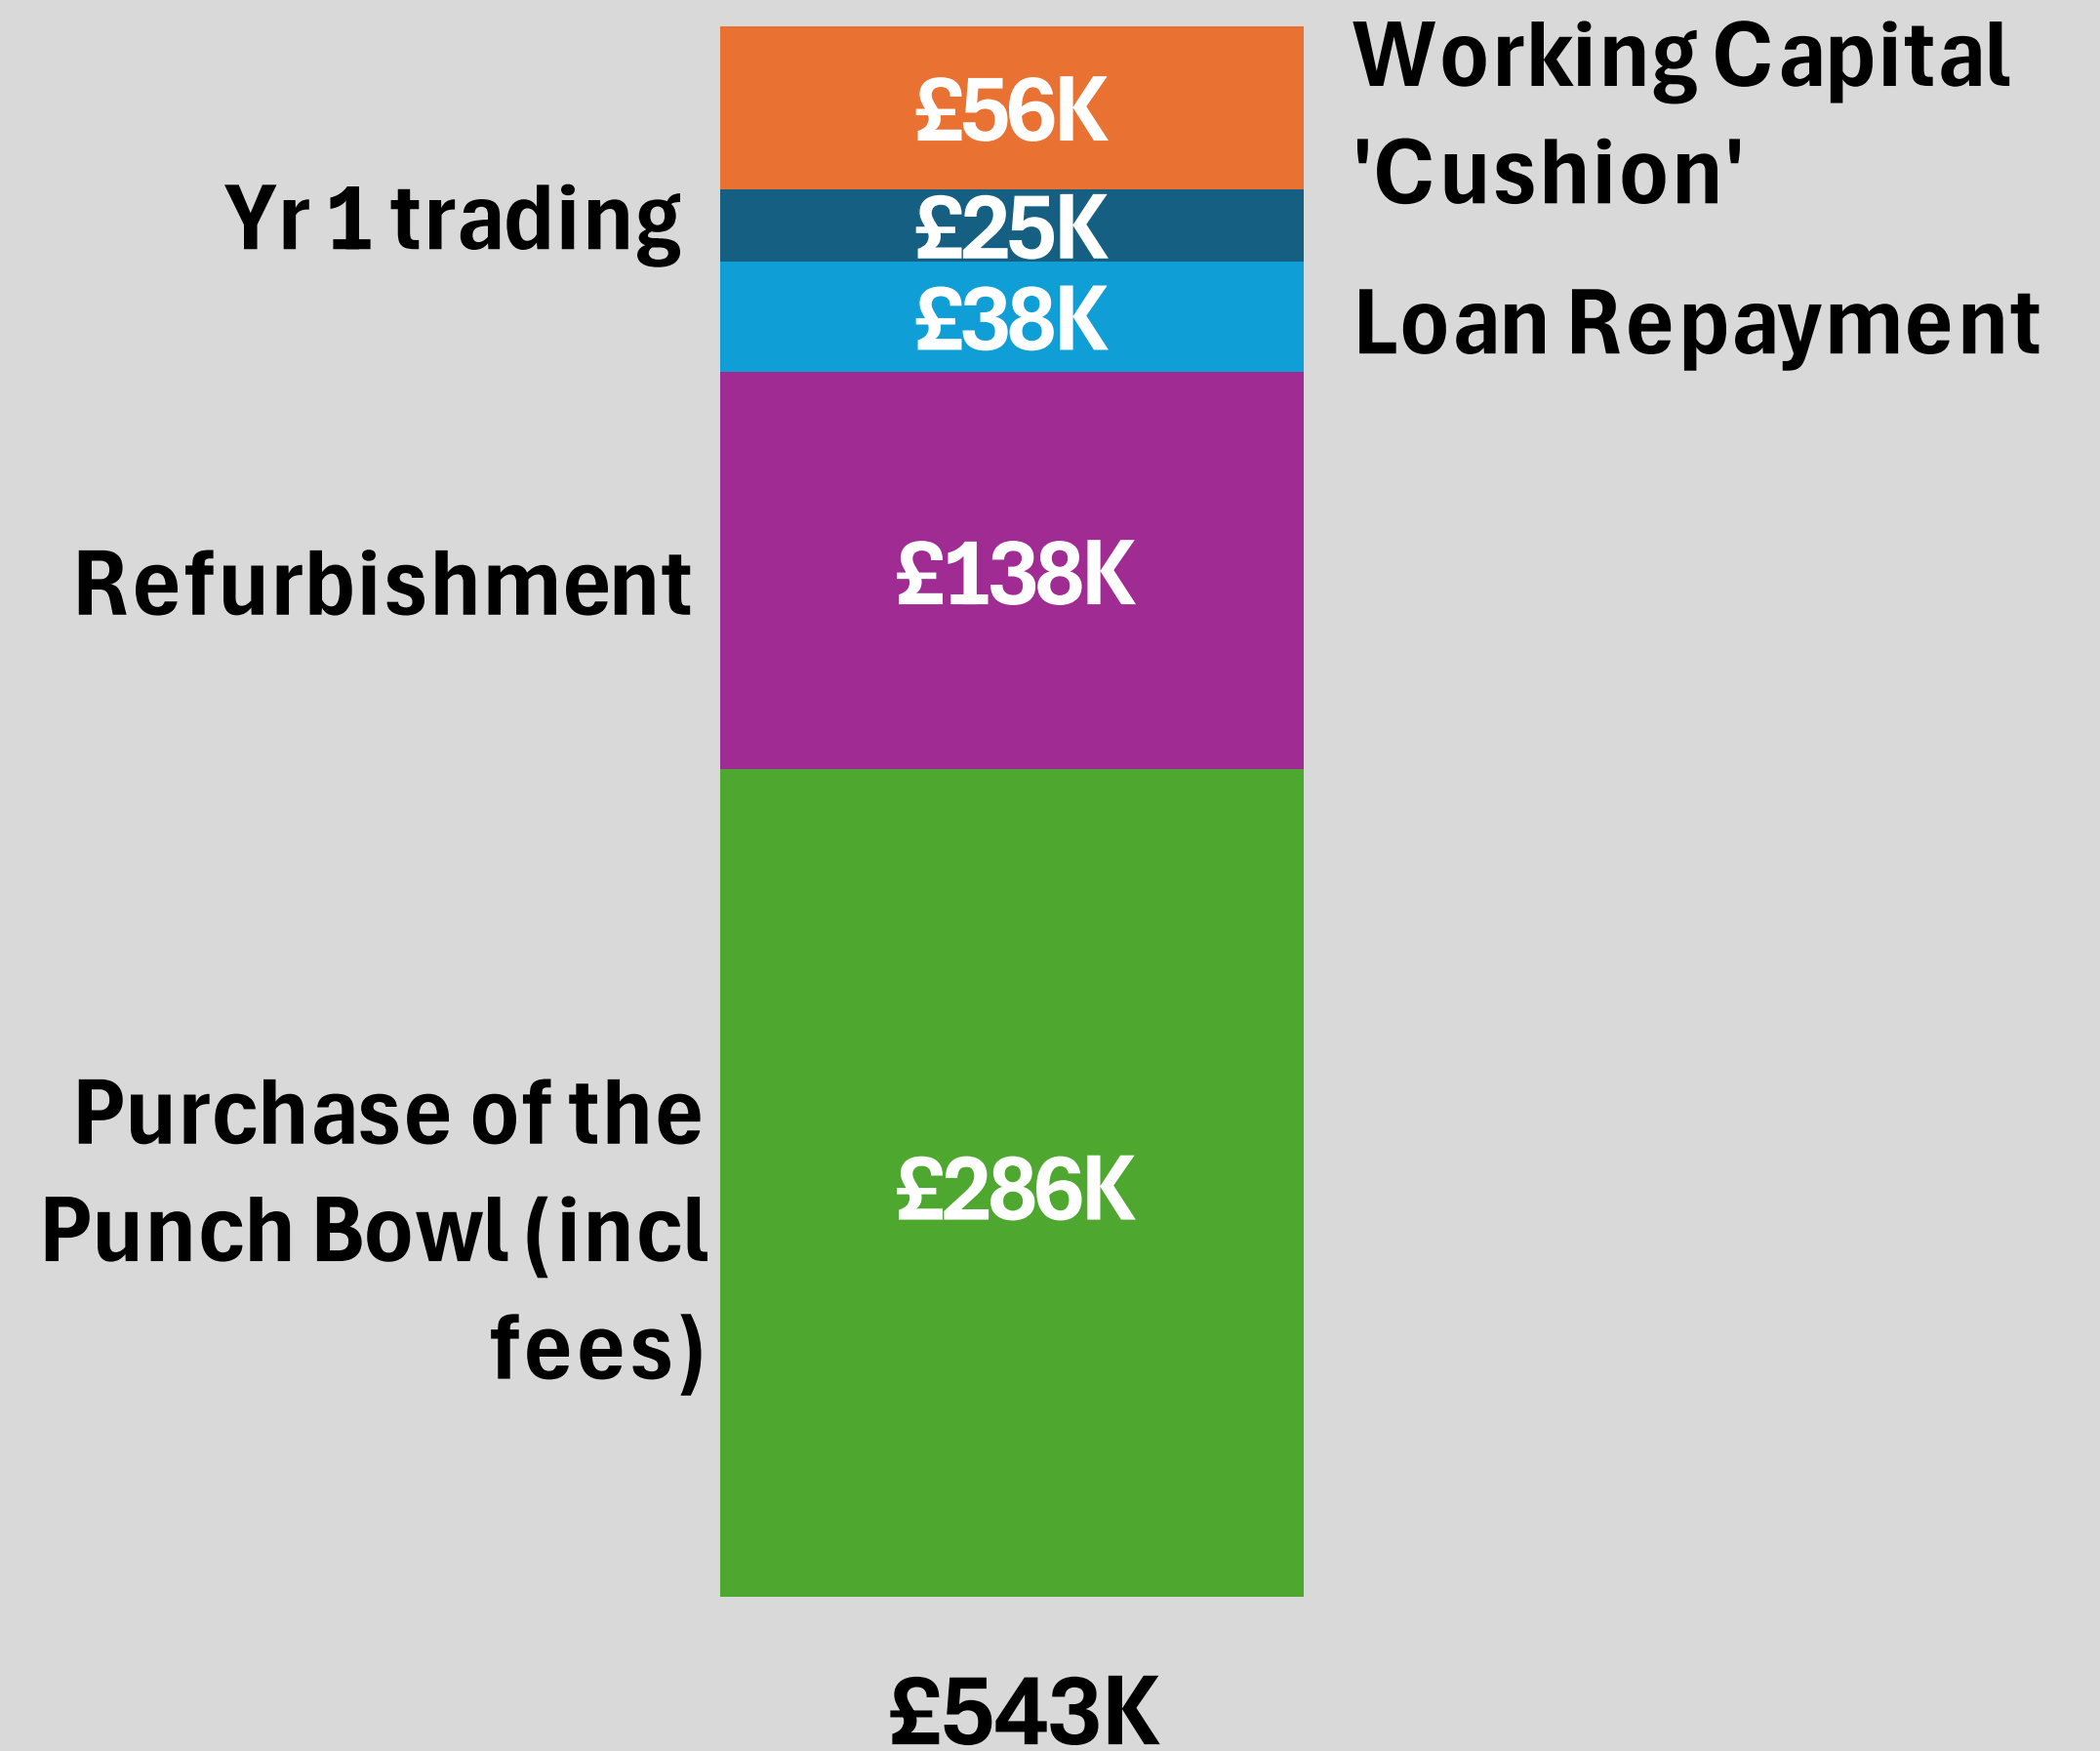 £56K
Working Capital
'Cushion'
Yr 1 trading
£25K
£38K
Loan Repayment
Refurbishment
£138K
Purchase of the
Punch Bowl (incl
fees)
£286K
£543K